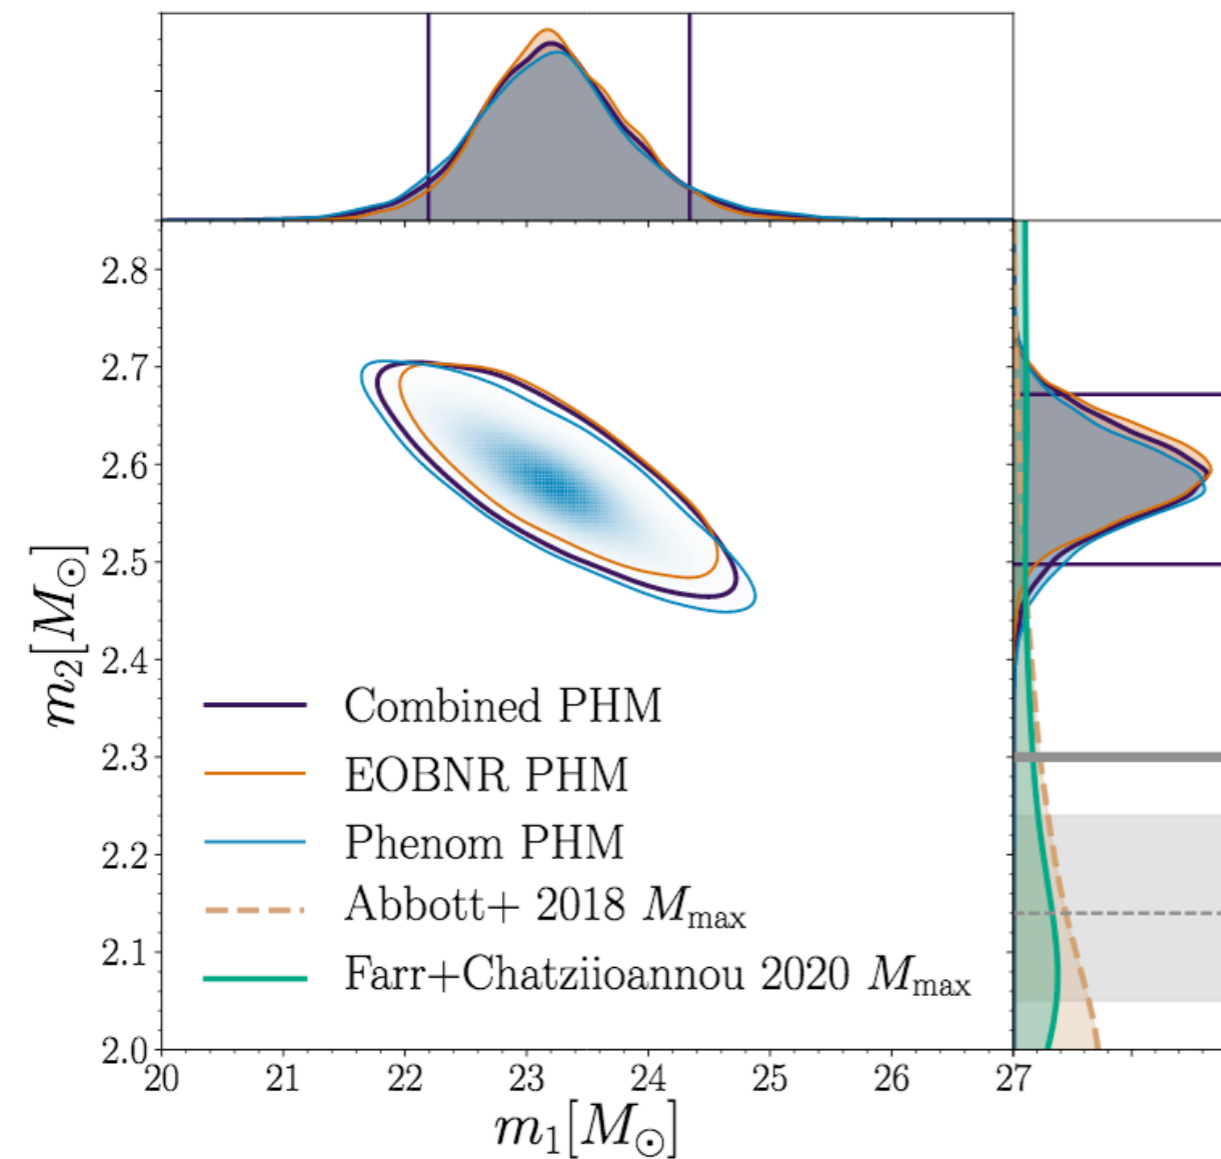 2.8
2.7
2.6
2.5
2.4
2.3
2.2
2.1
2.0
m₂[M⊙]
Combined PHM
EOBNR PHM
Phenom PHM
Abbott+ 2018 Mmax
Farr+Chatziioannou 2020 Mmax
20 21 22 23 24 25 26 27
m₁[M⊙]